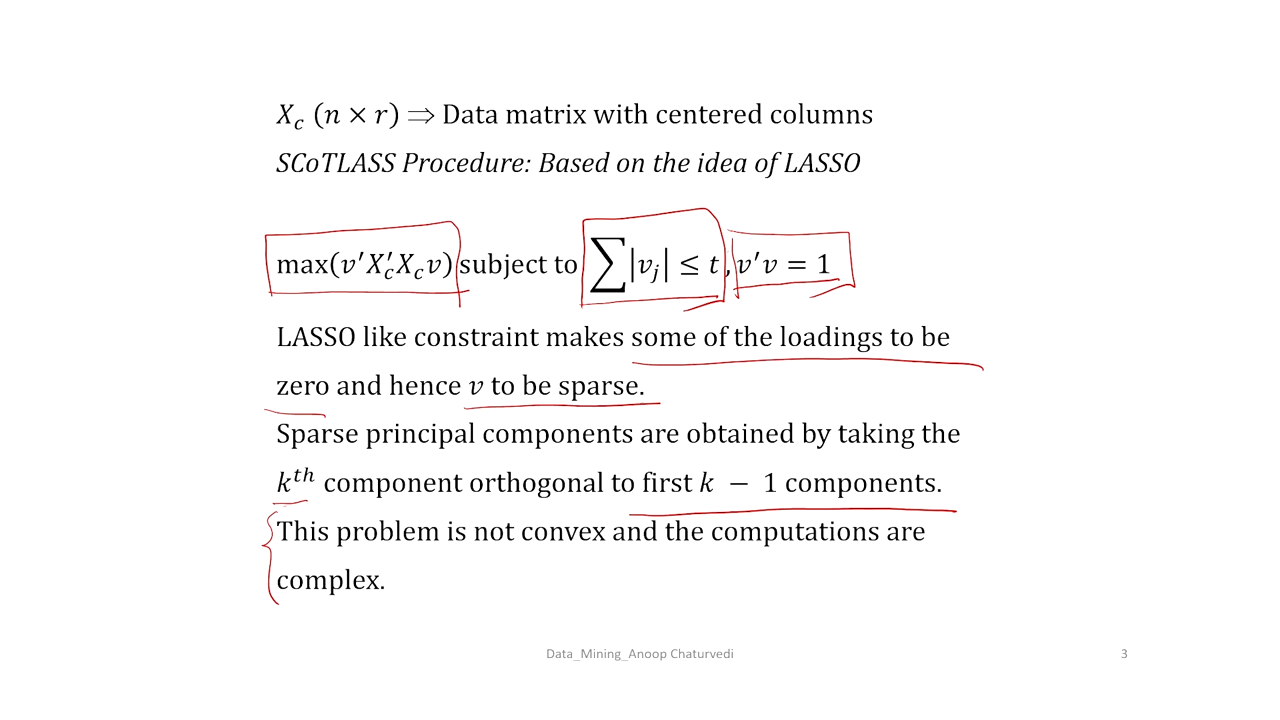 X_c (n × r) ⇒ Data matrix with centered columns
SCoTLASS Procedure: Based on the idea of LASSO
max(v′X_c′X_c v) subject to ∑|v_j| ≤ t, v′v = 1
LASSO like constraint makes some of the loadings to be
zero and hence v to be sparse.
Sparse principal components are obtained by taking the
k^th component orthogonal to first k − 1 components.
This problem is not convex and the computations are
complex.
Data_Mining_Anoop Chaturvedi
3